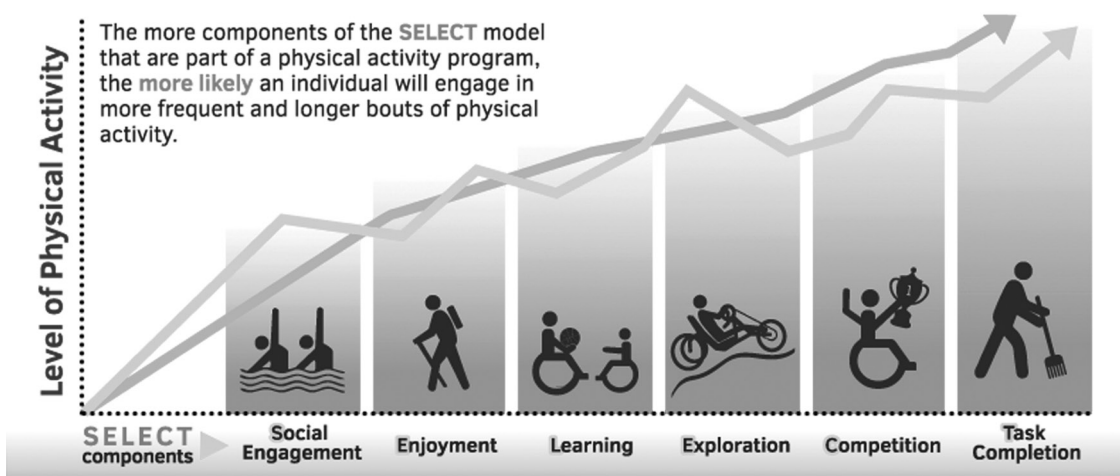 The more components of the SELECT model
that are part of a physical activity program,
the more likely an individual will engage in
more frequent and longer bouts of physical
activity.
Level of Physical Activity
SELECT
components
Social
Engagement
Enjoyment
Learning
Exploration
Competition
Task
Completion
1